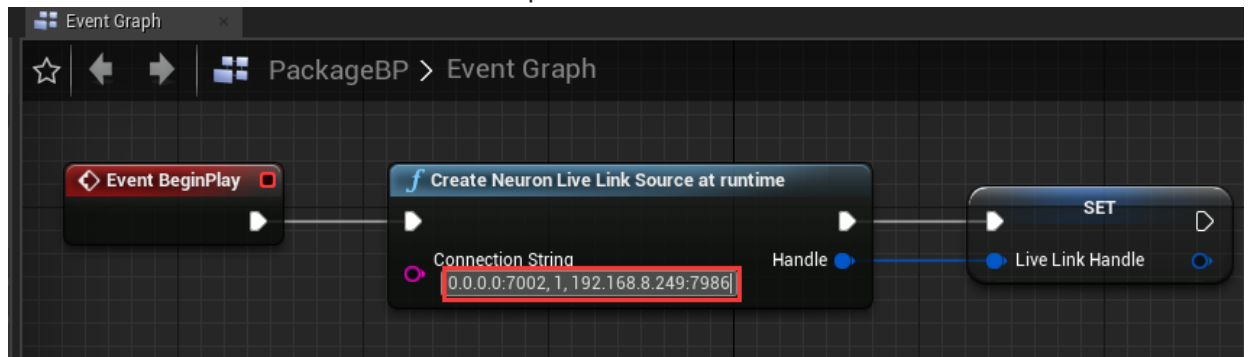 Event Graph
PackageBP > Event Graph
Event BeginPlay
f Create Neuron Live Link Source at runtime
SET
Connection String
Handle
Live Link Handle
0.0.0.0:7002, 1, 192.168.8.249:7986